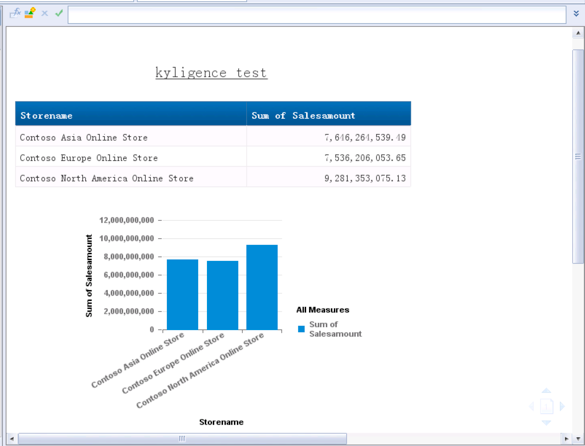 kyligence test
Storename Sum of Salesamount
Contoso Asia Online Store 7,646,264,539.49
Contoso Europe Online Store 7,536,206,053.65
Contoso North America Online Store 9,281,353,075.13
12,000,000,000
10,000,000,000
8,000,000,000
6,000,000,000
4,000,000,000
2,000,000,000
0
Sum of Salesamount
Contoso Asia Online Store
Contoso Europe Online Store
Contoso North America Online Store
Storename
All Measures
Sum of
Salesamount